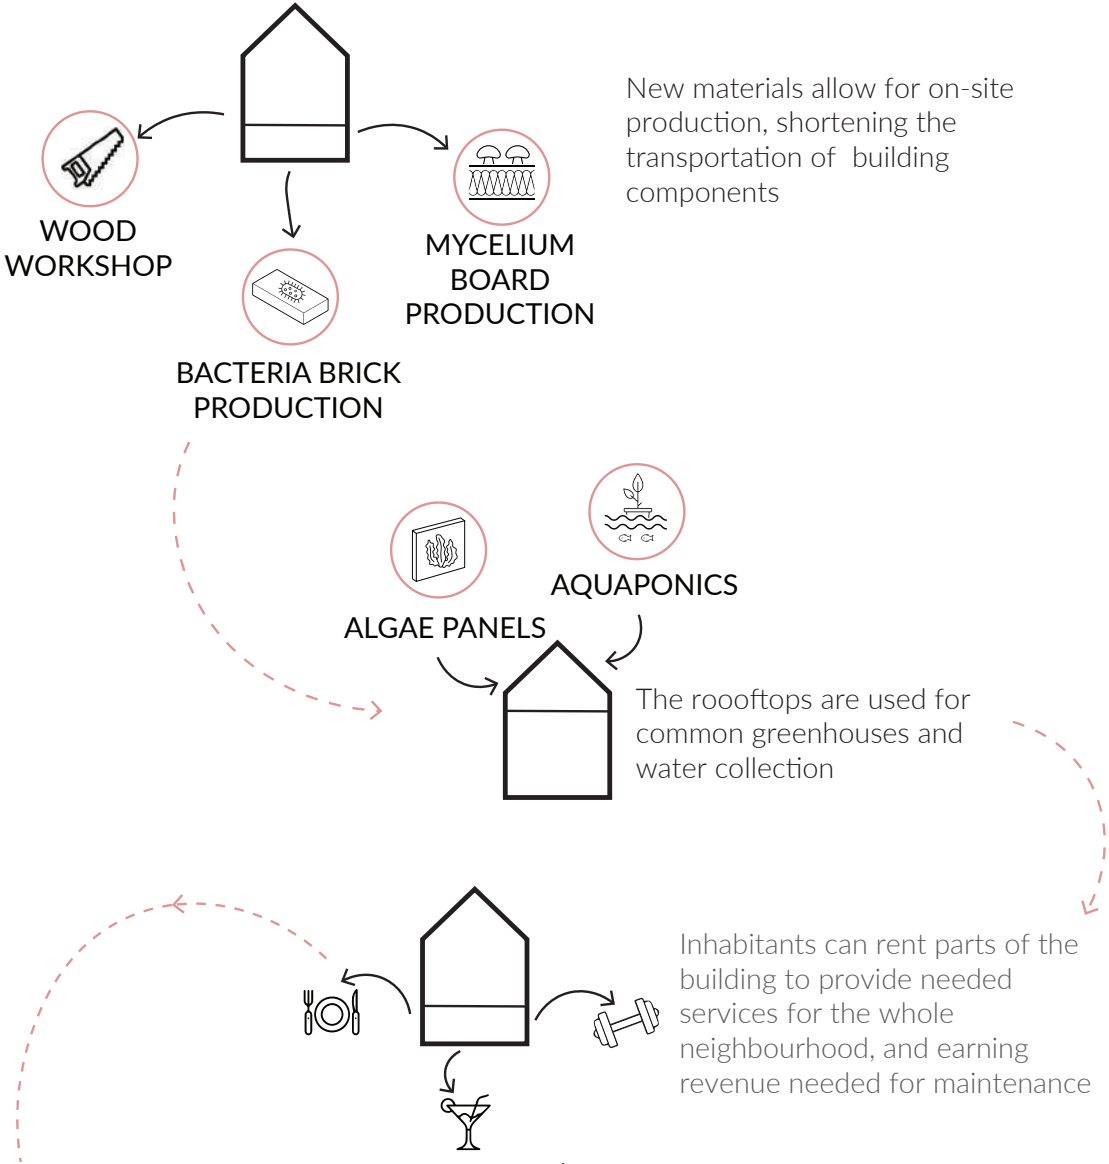 New materials allow for on-site
production, shortening the
transportation of building
components
WOOD
WORKSHOP
MYCELIUM
BOARD
PRODUCTION
BACTERIA BRICK
PRODUCTION
AQUAPONICS
ALGAE PANELS
The roooftops are used for
common greenhouses and
water collection
Inhabitants can rent parts of the
building to provide needed
services for the whole
neighbourhood, and earning
revenue needed for maintenance